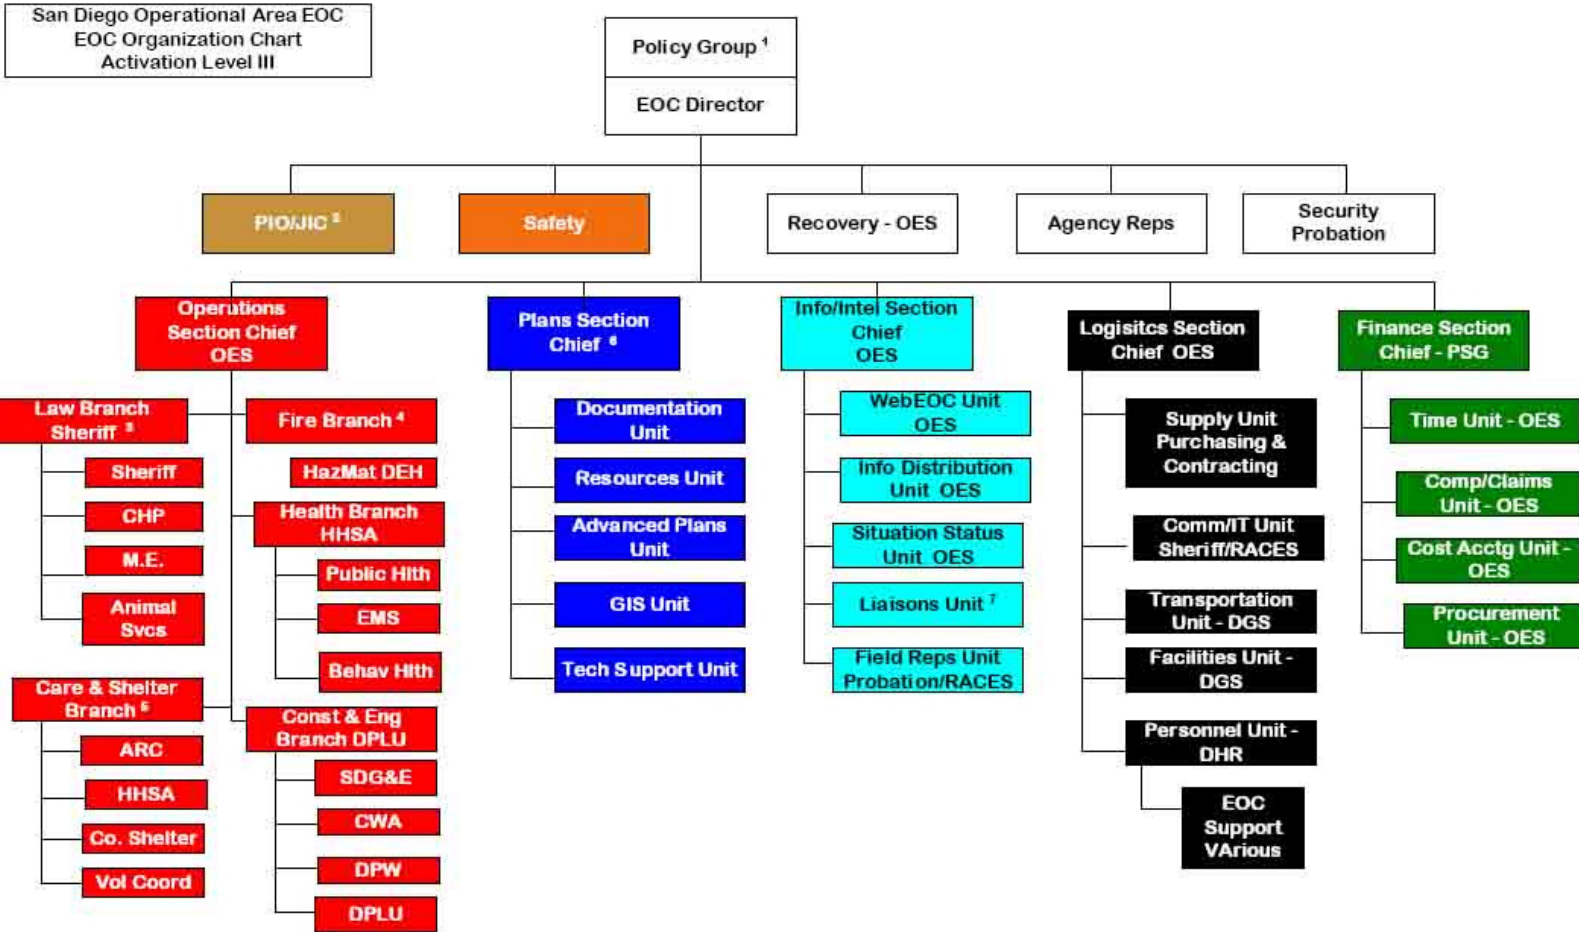 San Diego Operational Area EOC
EOC Organization Chart
Activation Level III
Policy Group ¹
EOC Director
PIO/JIC ²
Safety
Recovery - OES
Agency Reps
Security
Probation
Operations
Section Chief
OES
Plans Section
Chief ⁶
Info/Intel Section
Chief
OES
Logisitcs Section
Chief OES
Finance Section
Chief - PSG
Law Branch
Sheriff ³
Sheriff
CHP
M.E.
Animal
Svcs
Care & Shelter
Branch ⁵
ARC
HHSA
Co. Shelter
Vol Coord
Fire Branch ⁴
HazMat DEH
Health Branch
HHSA
Public Hlth
EMS
Behav Hlth
Const & Eng
Branch DPLU
SDG&E
CWA
DPW
DPLU
Documentation
Unit
Resources Unit
Advanced Plans
Unit
GIS Unit
Tech Support Unit
WebEOC Unit
OES
Info Distribution
Unit OES
Situation Status
Unit OES
Liaisons Unit ⁷
Field Reps Unit
Probation/RACES
Supply Unit
Purchasing &
Contracting
Comm/IT Unit
Sheriff/RACES
Transportation
Unit - DGS
Facilities Unit -
DGS
Personnel Unit -
DHR
EOC
Support
VArious
Time Unit - OES
Comp/Claims
Unit - OES
Cost Acctg Unit -
OES
Procurement
Unit - OES